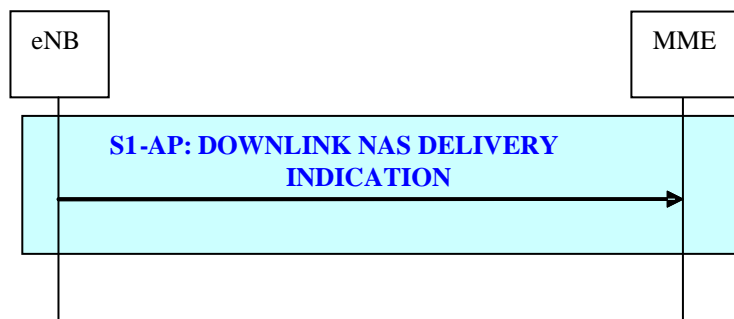 eNB
MME
S1-AP: DOWNLINK NAS DELIVERY
INDICATION